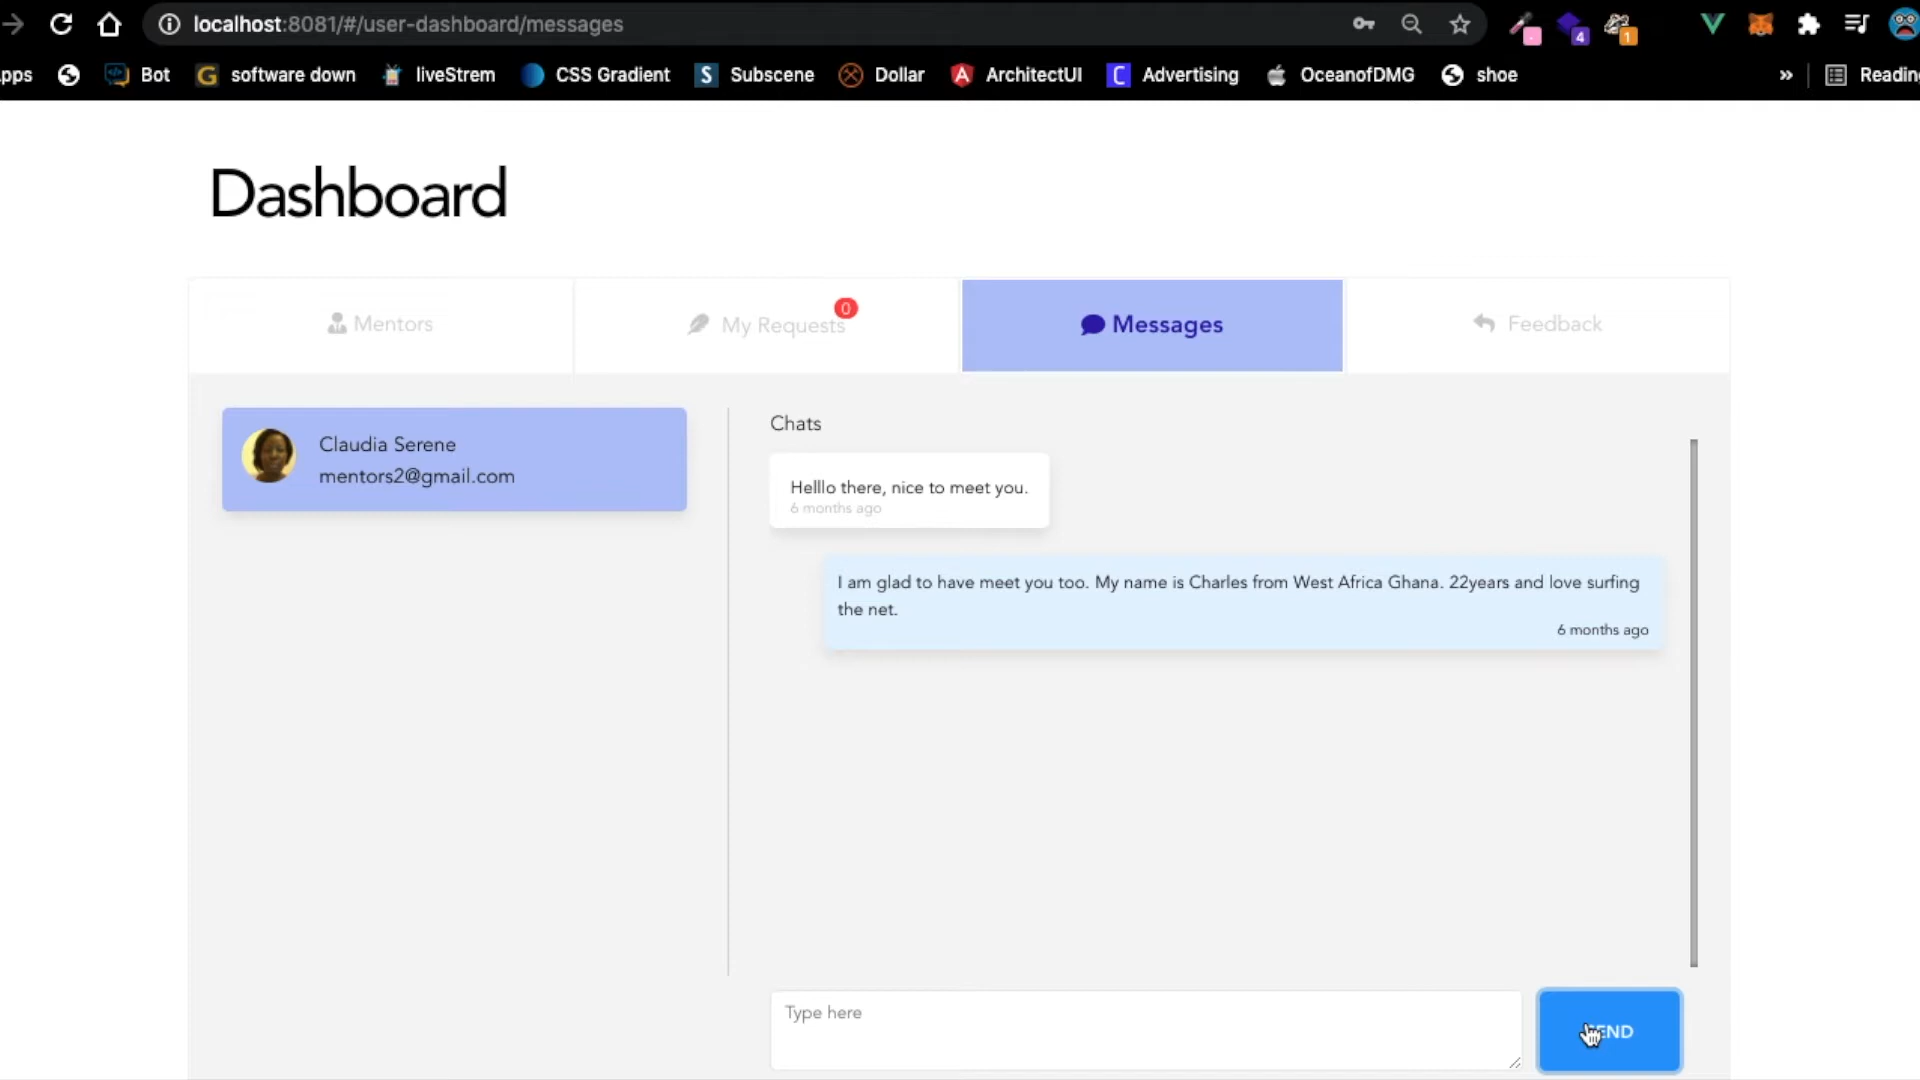 localhost:8081/#/user-dashboard/messages
4
1
pps
Bot
software down
liveStrem
CSS Gradient
S
Subscene
Dollar
ArchitectUI
C
Advertising
OceanofDMG
shoe
»
Readin
Dashboard
Mentors
My Requests
0
Messages
Feedback
Claudia Serene
mentors2@gmail.com
Chats
Helllo there, nice to meet you.
6 months ago
I am glad to have meet you too. My name is Charles from West Africa Ghana. 22years and love surfing
the net.
6 months ago
Type here
SEND